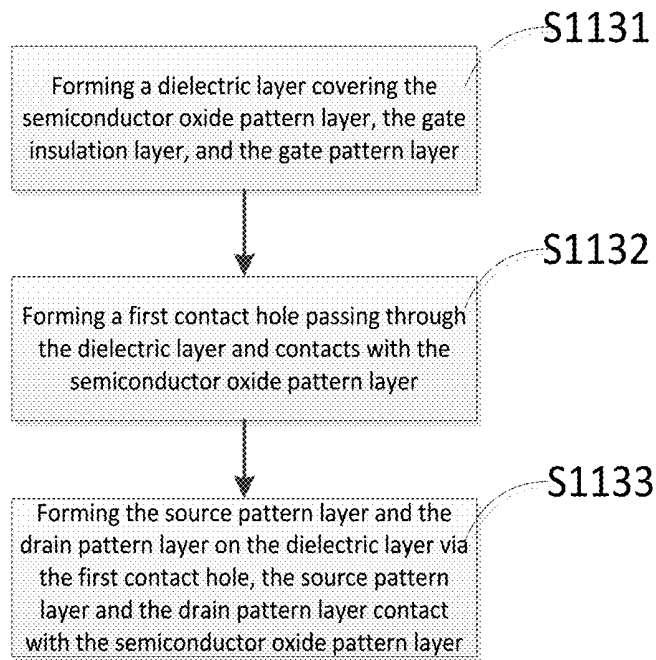 S1131
Forming a dielectric layer covering the
semiconductor oxide pattern layer, the gate
insulation layer, and the gate pattern layer
S1132
Forming a first contact hole passing through
the dielectric layer and contacts with the
semiconductor oxide pattern layer
S1133
Forming the source pattern layer and the
drain pattern layer on the dielectric layer via
the first contact hole, the source pattern
layer and the drain pattern layer contact
with the semiconductor oxide pattern layer